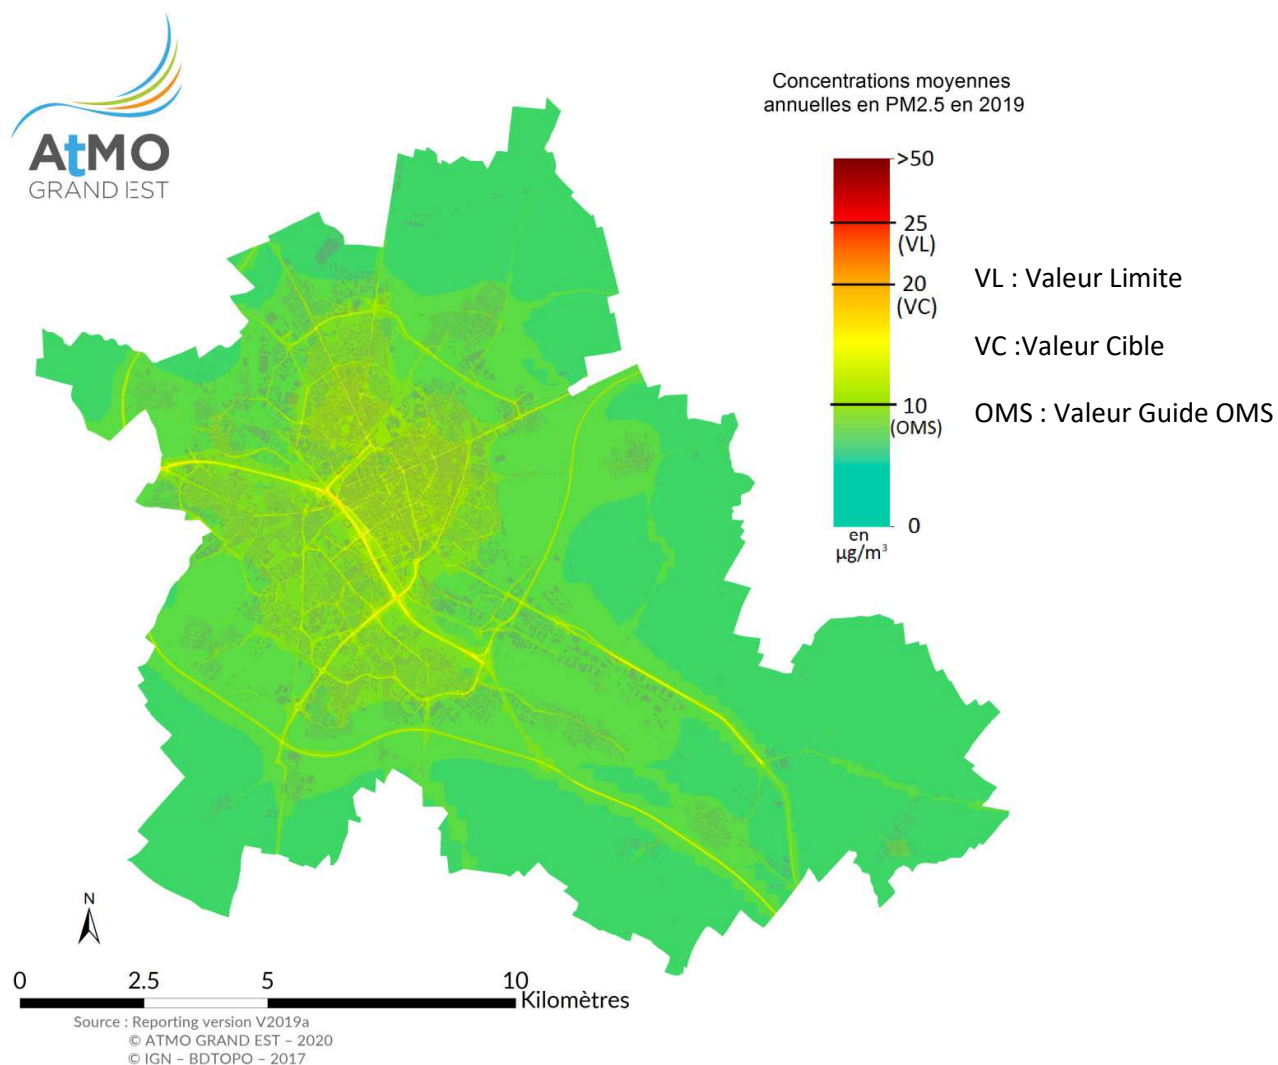 AtMO
GRAND EST
Concentrations moyennes
annuelles en PM2.5 en 2019
>50
25
(VL)
20
(VC)
10
(OMS)
0
en
µg/m³
VL : Valeur Limite
VC :Valeur Cible
OMS : Valeur Guide OMS
N
0 2.5 5 10
Kilomètres
Source : Reporting version V2019a
© ATMO GRAND EST – 2020
© IGN – BDTOPO – 2017